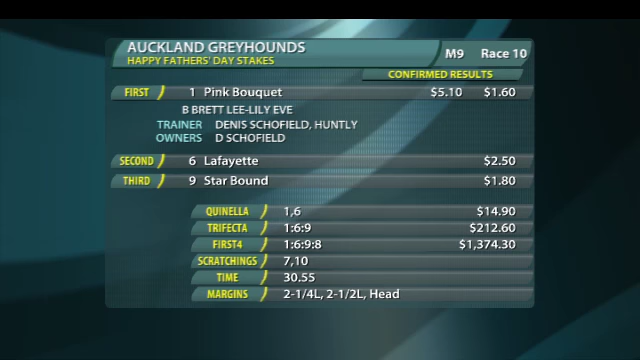 AUCKLAND GREYHOUNDS M9 Race 10
HAPPY FATHERS' DAY STAKES
CONFIRMED RESULTS
FIRST 1 Pink Bouquet $5.10 $1.60
B BRETT LEE-LILY EVE
TRAINER DENIS SCHOFIELD, HUNTLY
OWNERS D SCHOFIELD
SECOND 6 Lafayette $2.50
THIRD 9 Star Bound $1.80
QUINELLA 1,6 $14.90
TRIFECTA 1:6:9 $212.60
FIRST4 1:6:9:8 $1,374.30
SCRATCHINGS 7,10
TIME 30.55
MARGINS 2-1/4L, 2-1/2L, Head